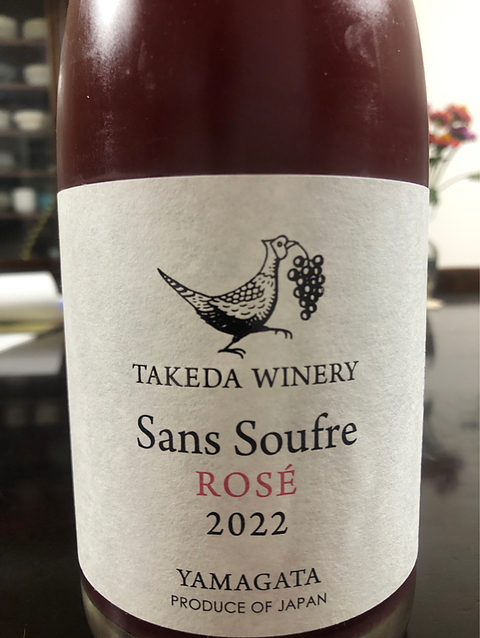 TAKEDA WINERY
Sans Soufre
ROSÉ
2022
YAMAGATA
PRODUCE OF JAPAN